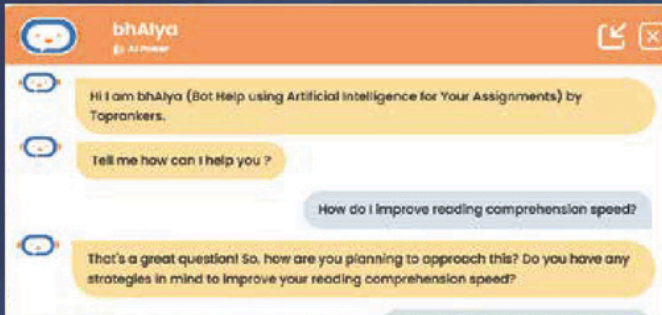 bhAIya
AI Power
Hi I am bhAIya (Bot Help using Artificial Intelligence for Your Assignments) by
Toprankers.
Tell me how can I help you ?
How do I improve reading comprehension speed?
That's a great question! So, how are you planning to approach this? Do you have any
strategies in mind to improve your reading comprehension speed?